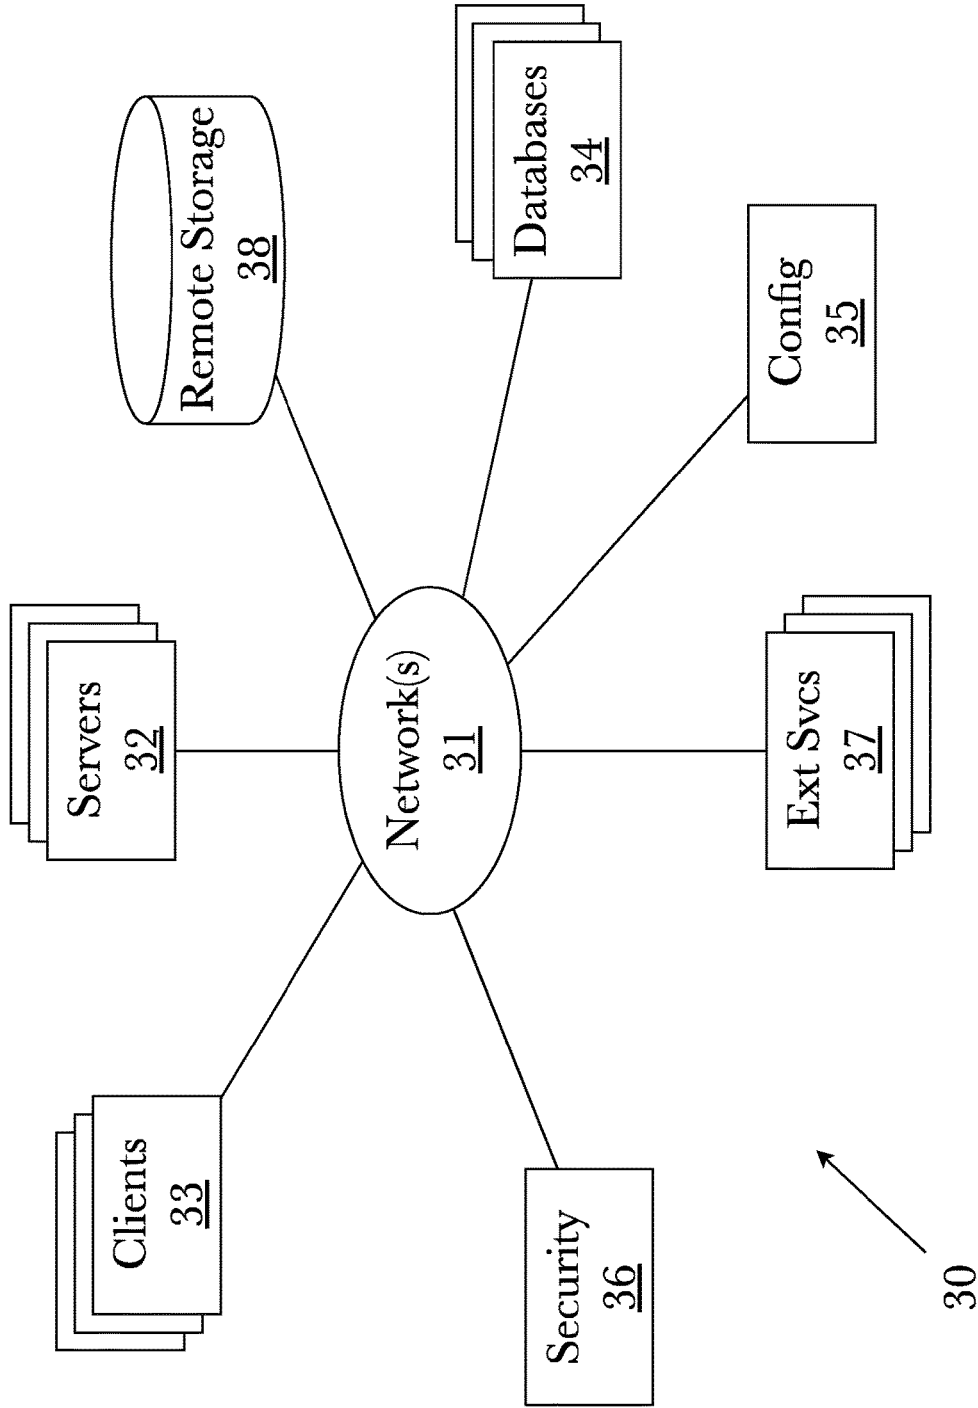 Clients
33
Servers
32
Remote Storage
38
Network(s)
31
Databases
34
Security
36
Ext Svcs
37
Config
35
30